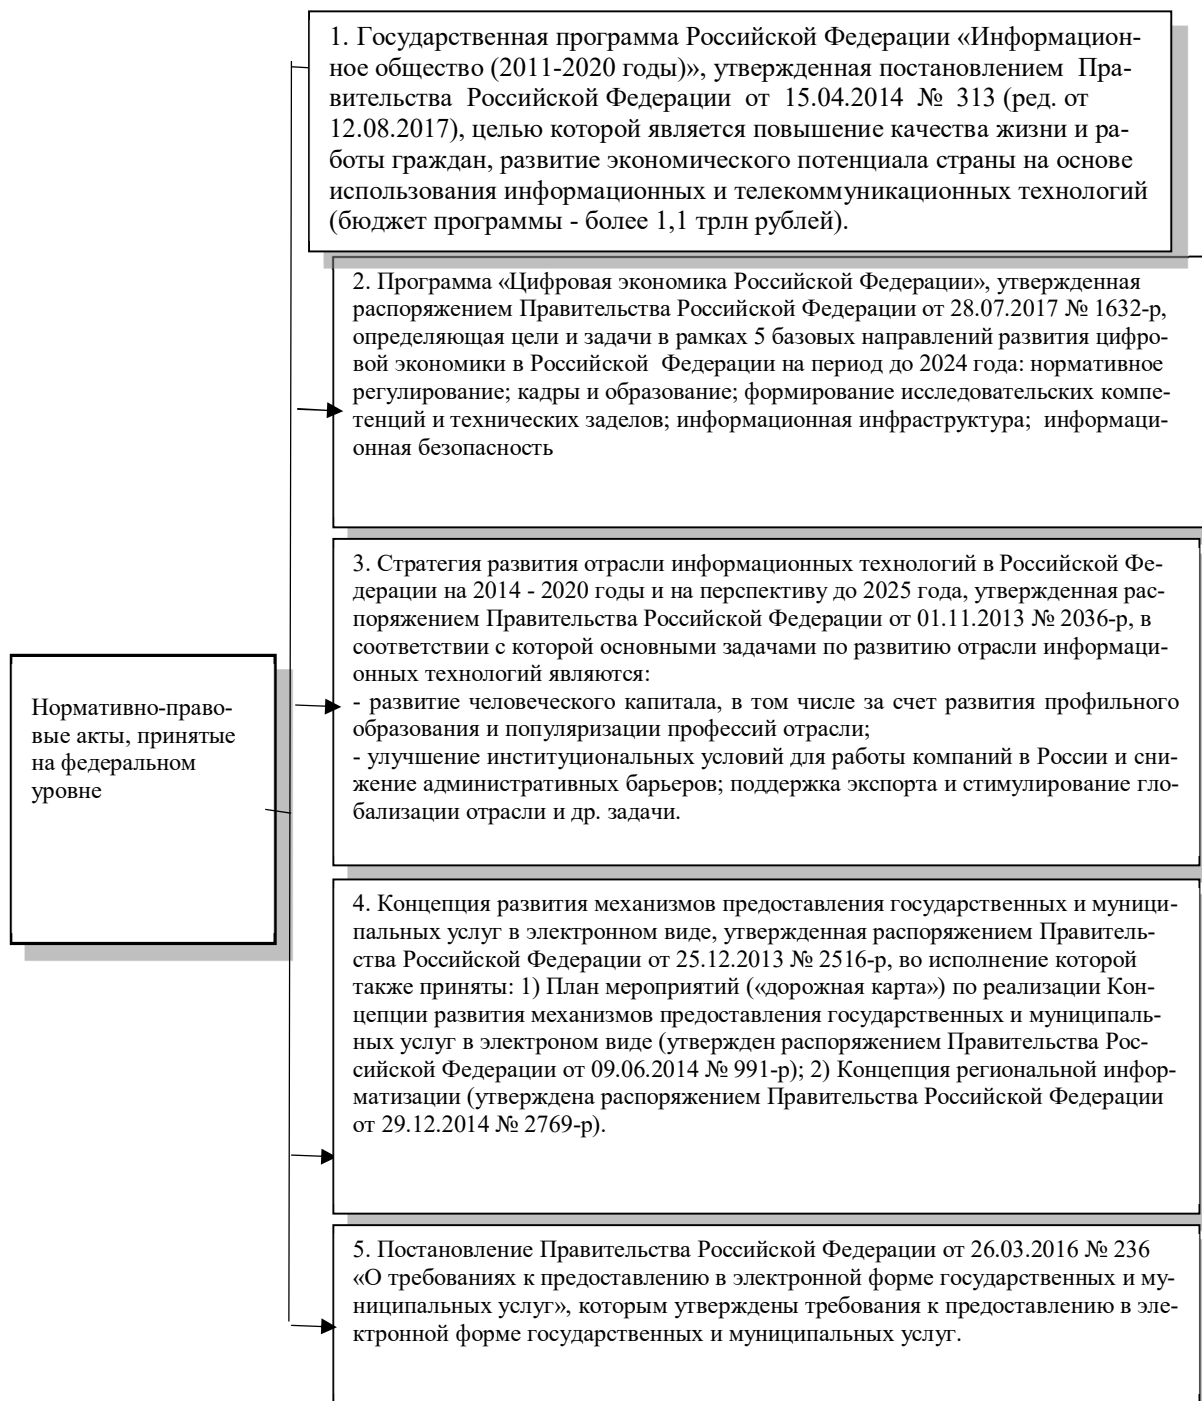 1. Государственная программа Российской Федерации «Информацион-
ное общество (2011-2020 годы)», утвержденная постановлением Пра-
вительства Российской Федерации от 15.04.2014 № 313 (ред. от
12.08.2017), целью которой является повышение качества жизни и ра-
боты граждан, развитие экономического потенциала страны на основе
использования информационных и телекоммуникационных технологий
(бюджет программы - более 1,1 трлн рублей).
2. Программа «Цифровая экономика Российской Федерации», утвержденная
распоряжением Правительства Российской Федерации от 28.07.2017 № 1632-р,
определяющая цели и задачи в рамках 5 базовых направлений развития цифро-
вой экономики в Российской Федерации на период до 2024 года: нормативное
регулирование; кадры и образование; формирование исследовательских компе-
тенций и технических заделов; информационная инфраструктура; информаци-
онная безопасность
3. Стратегия развития отрасли информационных технологий в Российской Фе-
дерации на 2014 - 2020 годы и на перспективу до 2025 года, утвержденная рас-
поряжением Правительства Российской Федерации от 01.11.2013 № 2036-р, в
соответствии с которой основными задачами по развитию отрасли информаци-
онных технологий являются:
- развитие человеческого капитала, в том числе за счет развития профильного
образования и популяризации профессий отрасли;
- улучшение институциональных условий для работы компаний в России и сни-
жение административных барьеров; поддержка экспорта и стимулирование гло-
бализации отрасли и др. задачи.
Нормативно-право-
вые акты, принятые
на федеральном
уровне
4. Концепция развития механизмов предоставления государственных и муници-
пальных услуг в электронном виде, утвержденная распоряжением Правитель-
ства Российской Федерации от 25.12.2013 № 2516-р, во исполнение которой
также приняты: 1) План мероприятий («дорожная карта») по реализации Кон-
цепции развития механизмов предоставления государственных и муниципаль-
ных услуг в электроном виде (утвержден распоряжением Правительства Рос-
сийской Федерации от 09.06.2014 № 991-р); 2) Концепция региональной инфор-
матизации (утверждена распоряжением Правительства Российской Федерации
от 29.12.2014 № 2769-р).
5. Постановление Правительства Российской Федерации от 26.03.2016 № 236
«О требованиях к предоставлению в электронной форме государственных и му-
ниципальных услуг», которым утверждены требования к предоставлению в эле-
ктронной форме государственных и муниципальных услуг.